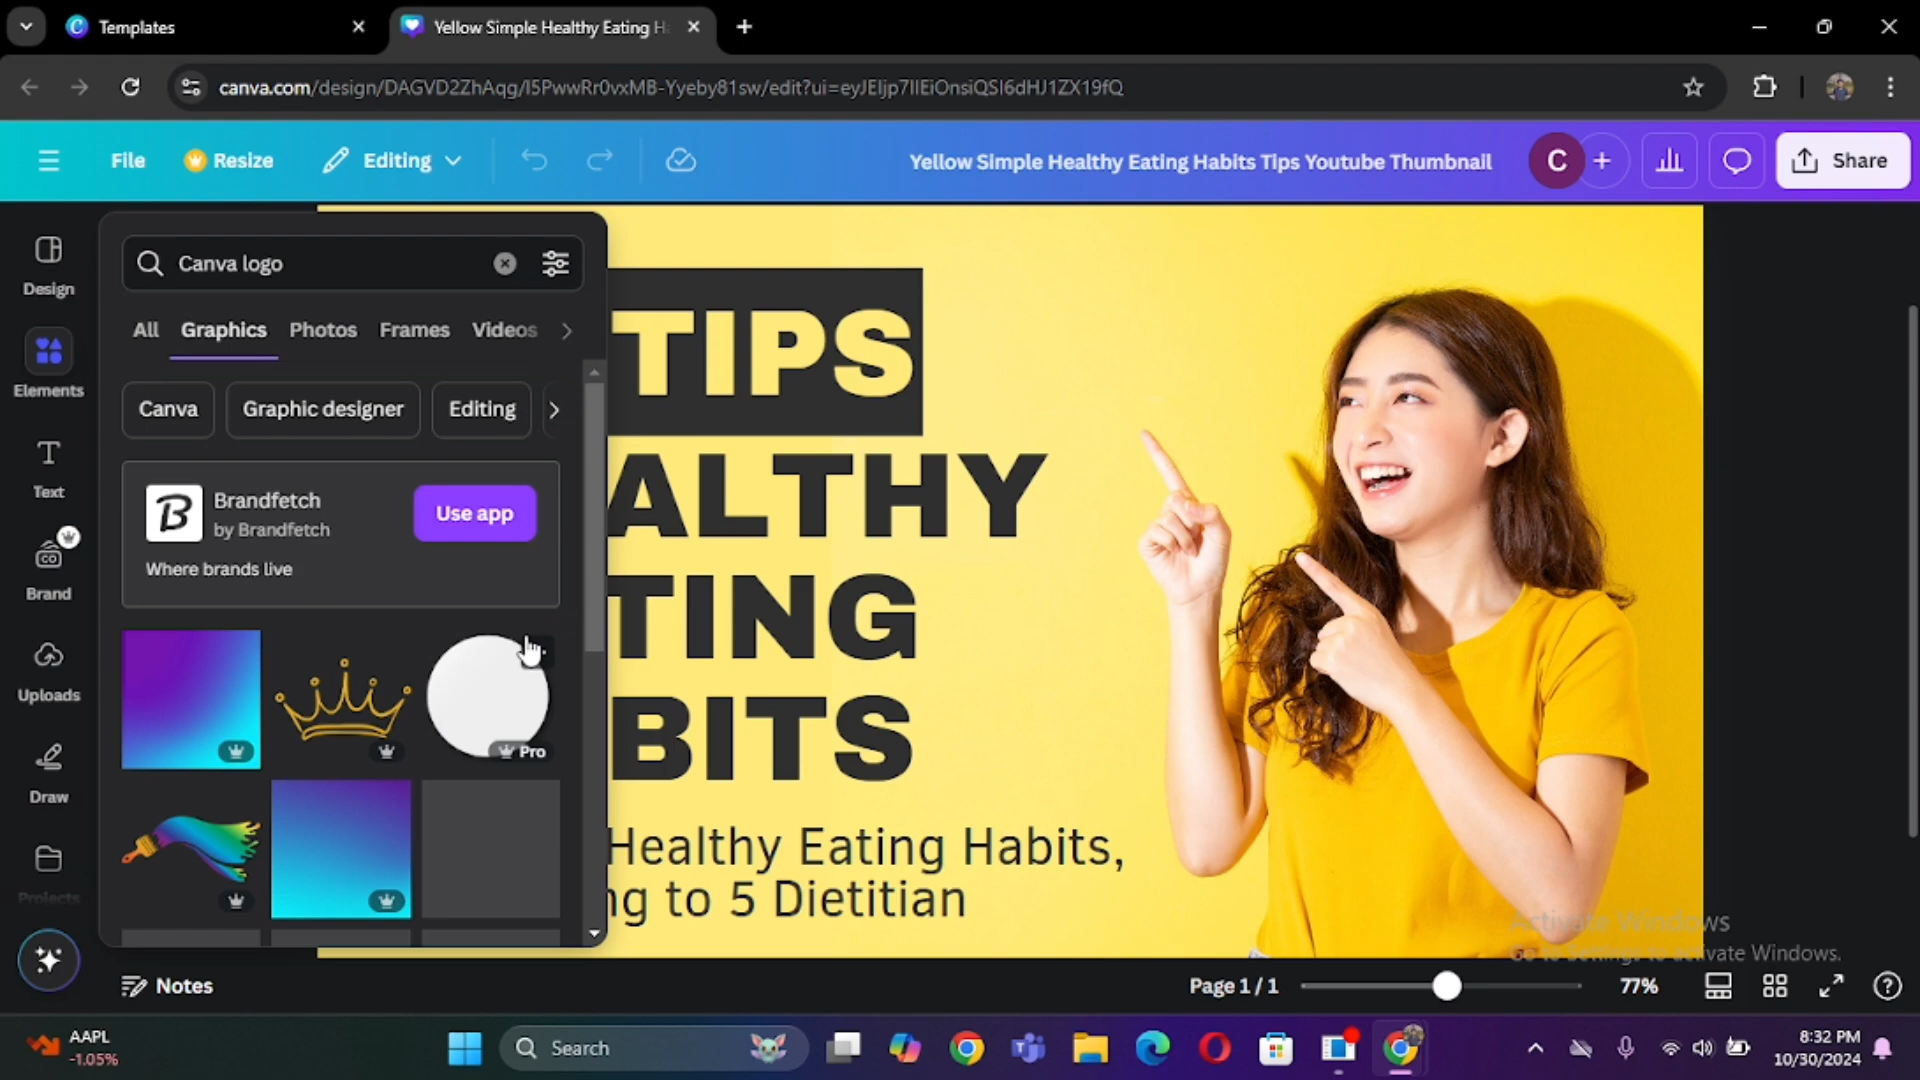 Templates
Yellow Simple Healthy Eating H
canva.com/design/DAGVD2ZhAqg/I5PwwRr0vxMB-Yyeby81sw/edit?ui=eyJEIjp7IlEiOnsiQSI6dHJ1ZX19fQ
File
Resize
Editing
Yellow Simple Healthy Eating Habits Tips Youtube Thumbnail
C
Share
Design
Elements
Text
Brand
Uploads
Draw
Projects
Canva logo
All
Graphics
Photos
Frames
Videos
Canva
Graphic designer
Editing
B
Brandfetch
by Brandfetch
Use app
Where brands live
Pro
TIPS
ALTHY
TING
BITS
Healthy Eating Habits,
ng to 5 Dietitian
Activate Windows
Go to Settings to activate Windows.
Notes
Page 1 / 1
77%
AAPL
-1.05%
Search
8:32 PM
10/30/2024